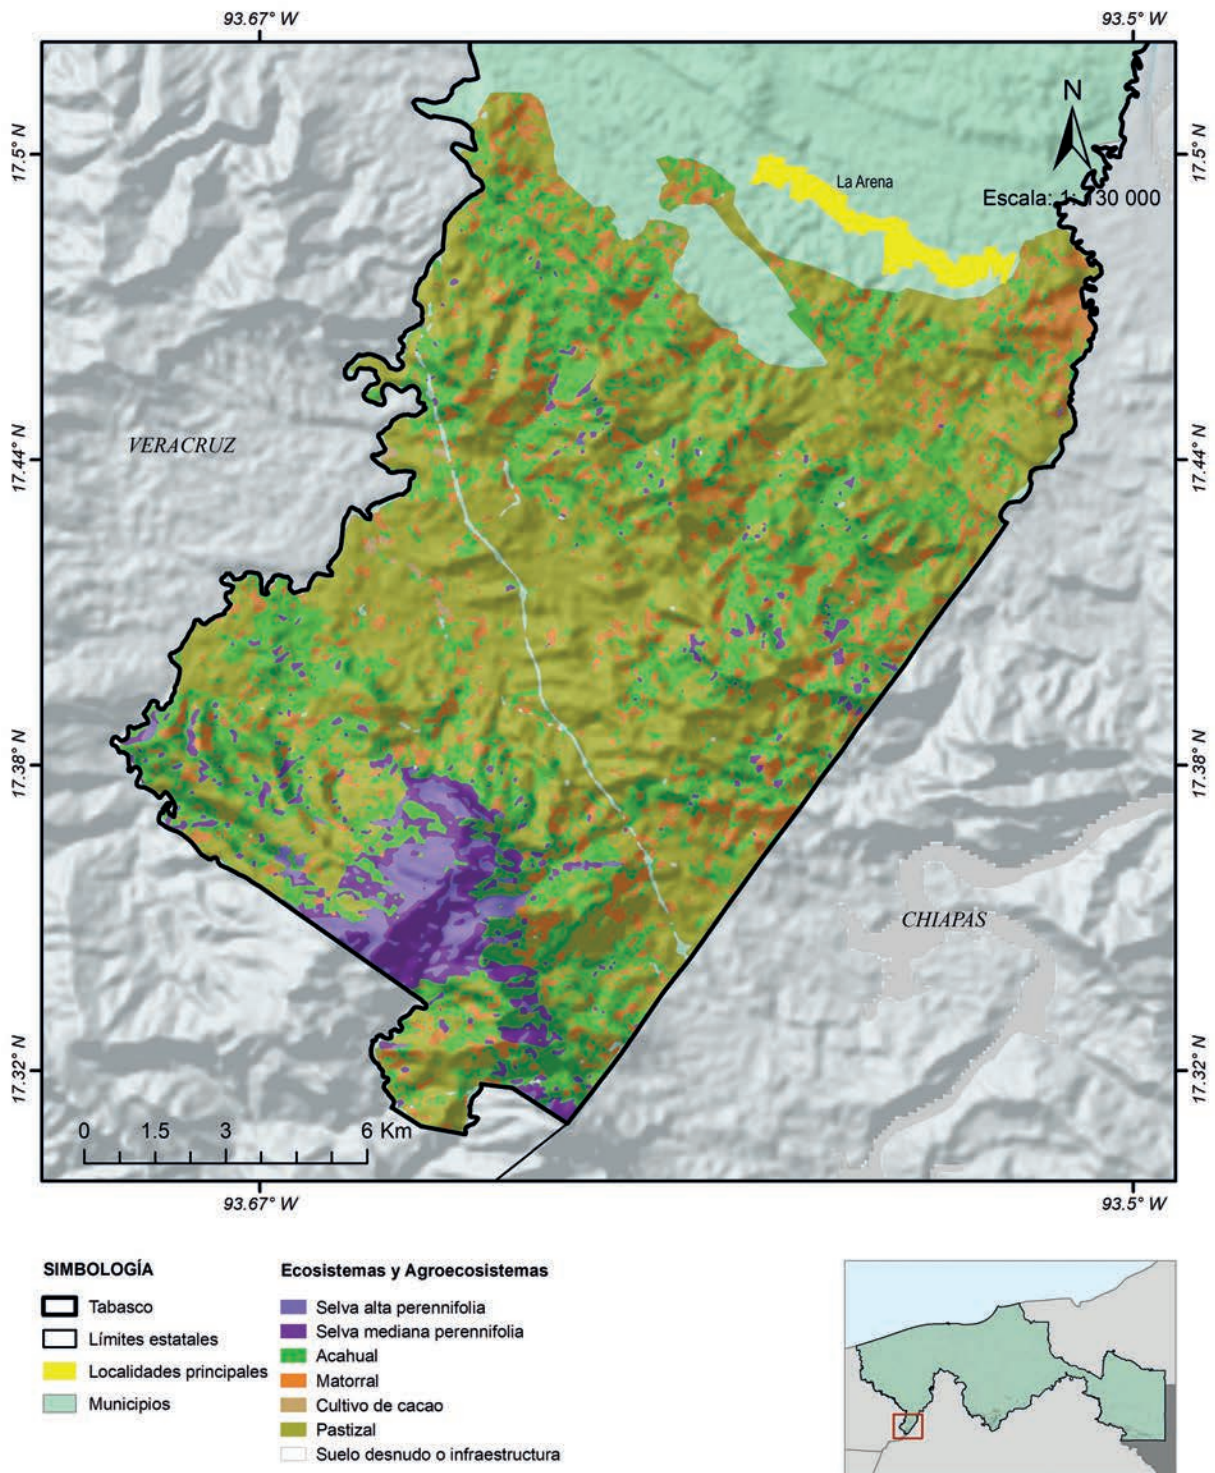 93.67° W
93.5° W
N
17.5° N
17.5° N
La Arena
Escala: 1: 130 000
VERACRUZ
17.44° N
17.44° N
17.38° N
17.38° N
CHIAPAS
17.32° N
17.32° N
0 1.5 3 6 Km
93.67° W
93.5° W
SIMBOLOGÍA
Tabasco
Límites estatales
Localidades principales
Municipios
Ecosistemas y Agroecosistemas
Selva alta perennifolia
Selva mediana perennifolia
Acahual
Matorral
Cultivo de cacao
Pastizal
Suelo desnudo o infraestructura